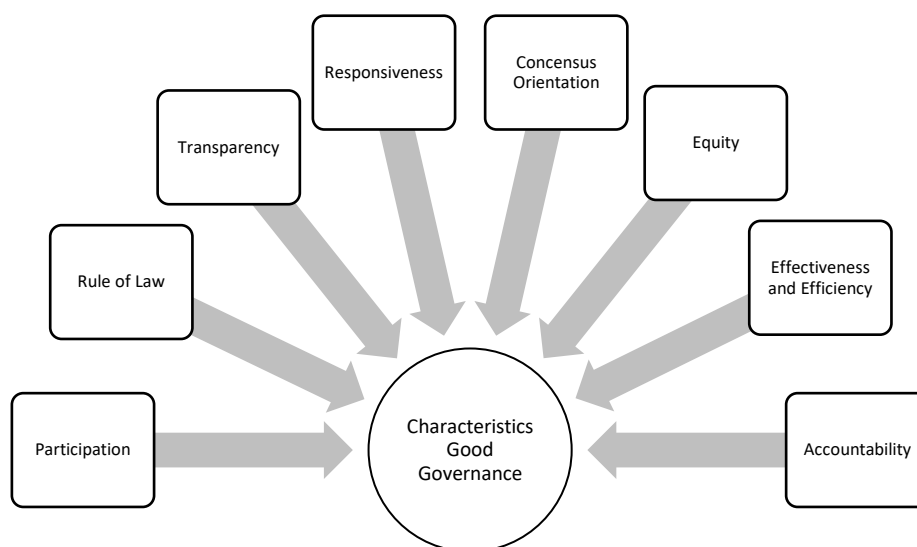 Participation
Rule of Law
Transparency
Responsiveness
Concensus
Orientation
Equity
Effectiveness
and Efficiency
Accountability
Characteristics
Good
Governance